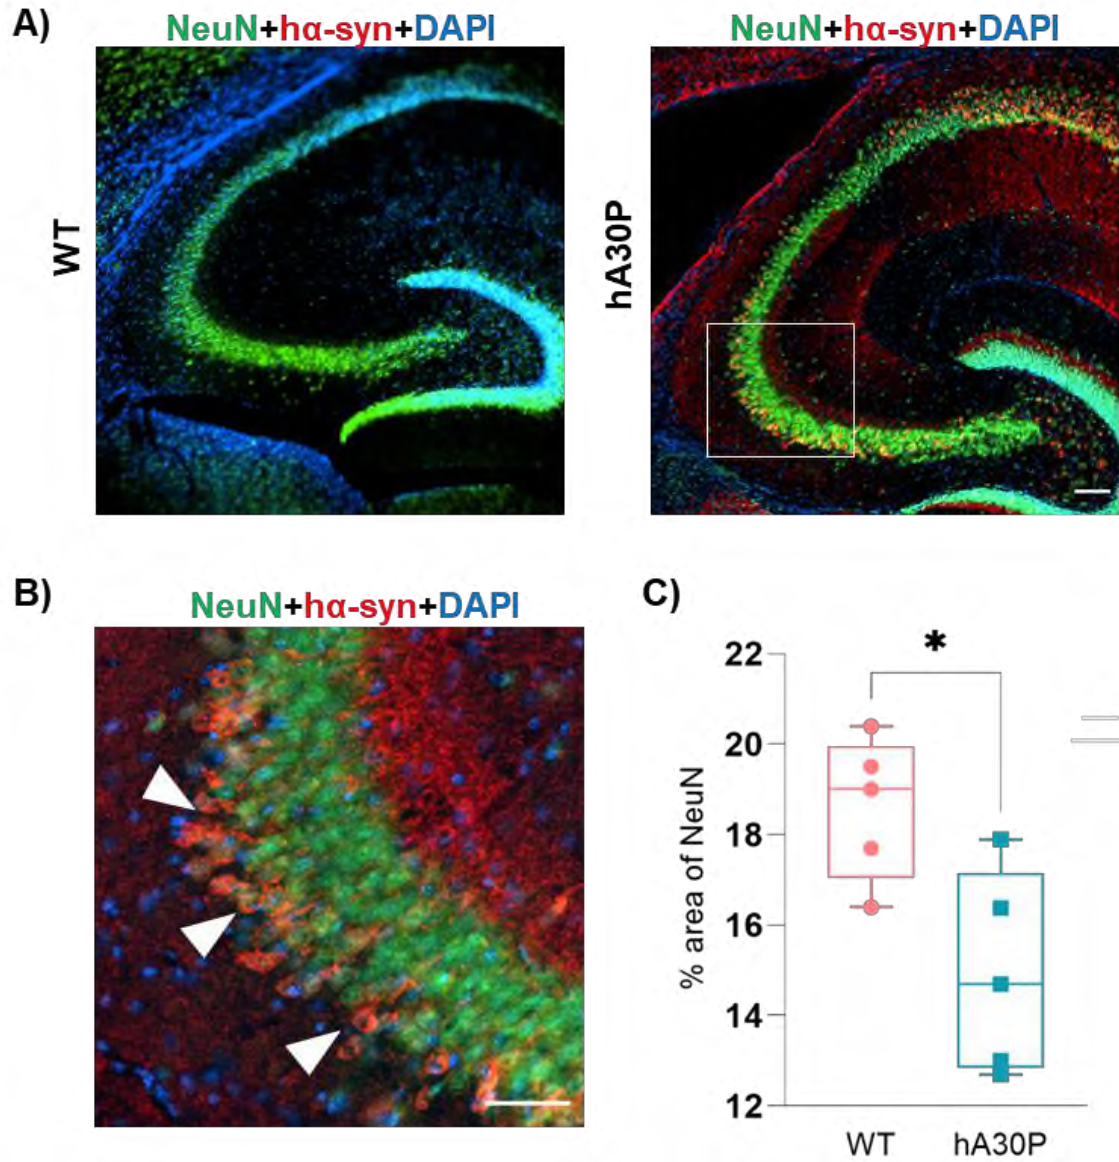 A)
NeuN+hα-syn+DAPI
NeuN+hα-syn+DAPI
WT
hA30P
B)
NeuN+hα-syn+DAPI
C)
*
22
20
18
16
14
12
% area of NeuN
WT
hA30P